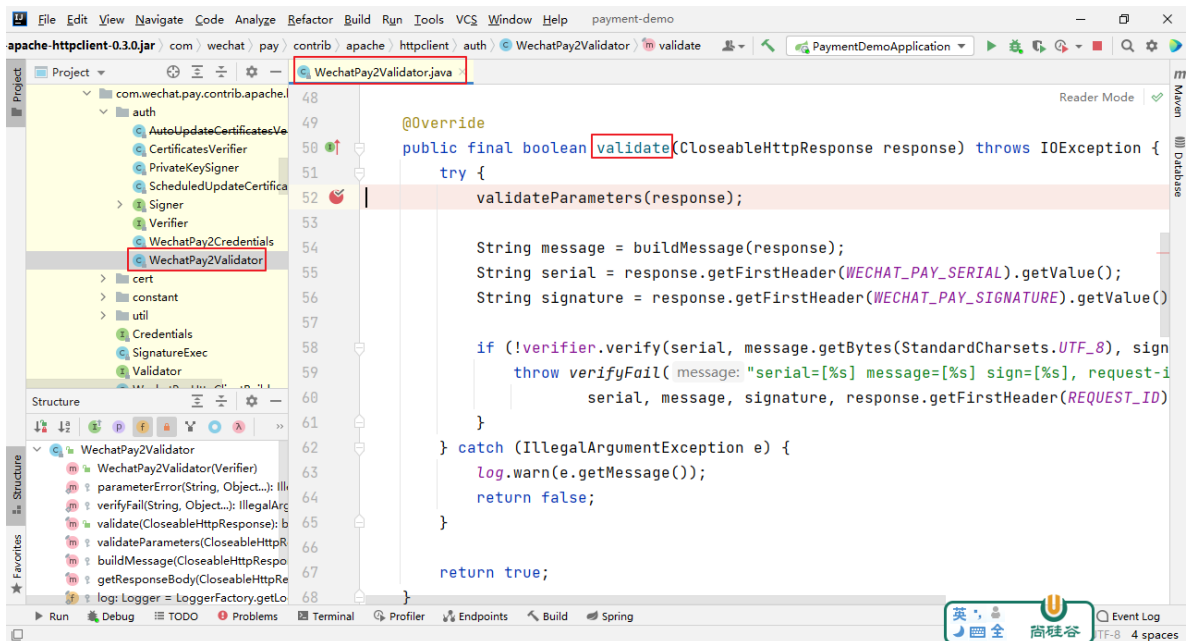 File Edit View Navigate Code Analyze Refactor Build Run Tools VCS Window Help payment-demo
apache-httpclient-0.3.0.jar com wechat pay contrib apache httpclient auth WechatPay2Validator validate PaymentDemoApplication
Project
WechatPay2Validator.java
com.wechat.pay.contrib.apache.
auth
AutoUpdateCertificatesVe
CertificatesVerifier
PrivateKeySigner
ScheduledUpdateCertifica
Signer
Verifier
WechatPay2Credentials
WechatPay2Validator
cert
constant
util
Credentials
SignatureExec
Validator
Structure
WechatPay2Validator
WechatPay2Validator(Verifier)
parameterError(String, Object...): Ille
verifyFail(String, Object...): IllegalArg
validate(CloseableHttpResponse): b
validateParameters(CloseableHttpR
buildMessage(CloseableHttpRespo
getResponseBody(CloseableHttpRe
log: Logger = LoggerFactory.getLo
Reader Mode
48
49 @Override
50 public final boolean validate(CloseableHttpResponse response) throws IOException {
51 try {
52 validateParameters(response);
53
54 String message = buildMessage(response);
55 String serial = response.getFirstHeader(WECHAT_PAY_SERIAL).getValue();
56 String signature = response.getFirstHeader(WECHAT_PAY_SIGNATURE).getValue()
57
58 if (!verifier.verify(serial, message.getBytes(StandardCharsets.UTF_8), sign
59 throw verifyFail( message: "serial=[%s] message=[%s] sign=[%s], request-i
60 serial, message, signature, response.getFirstHeader(REQUEST_ID)
61 }
62 } catch (IllegalArgumentException e) {
63 log.warn(e.getMessage());
64 return false;
65 }
66
67 return true;
68 }
Project
Structure
Favorites
Maven
Database
Run Debug TODO Problems Terminal Profiler Endpoints Build Spring Event Log
英 全 尚硅谷
UTF-8 4 spaces